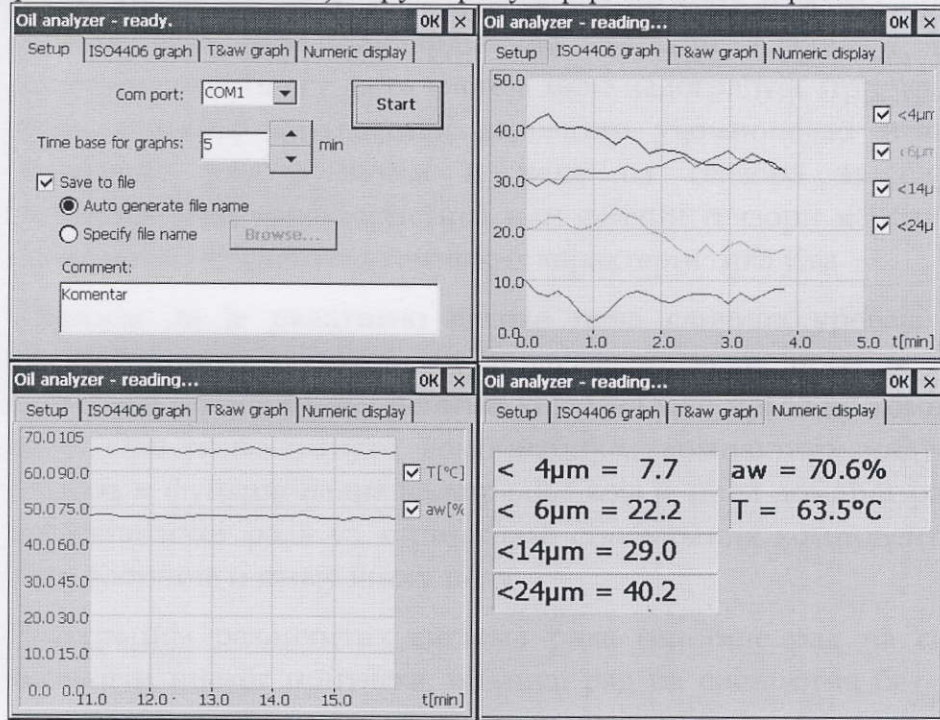 Oil analyzer - ready.
OK ×
Setup
ISO4406 graph
T&aw graph
Numeric display
Com port:
COM1
Start
Time base for graphs:
5
min
Save to file
Auto generate file name
Specify file name
Browse...
Comment:
Komentar
Oil analyzer - reading...
OK ×
Setup
ISO4406 graph
T&aw graph
Numeric display
50.0
40.0
30.0
20.0
10.0
0.0
0.0 1.0 2.0 3.0 4.0 5.0 t[min]
<4µm
<6µm
<14µ
<24µ
Oil analyzer - reading...
OK ×
Setup
ISO4406 graph
T&aw graph
Numeric display
70.0 105
60.0 90.0
50.0 75.0
40.0 60.0
30.0 45.0
20.0 30.0
10.0 15.0
0.0 0.0
11.0 12.0 13.0 14.0 15.0 t[min]
T[°C]
aw[%
Oil analyzer - reading...
OK ×
Setup
ISO4406 graph
T&aw graph
Numeric display
< 4µm = 7.7
< 6µm = 22.2
<14µm = 29.0
<24µm = 40.2
aw = 70.6%
T = 63.5°C